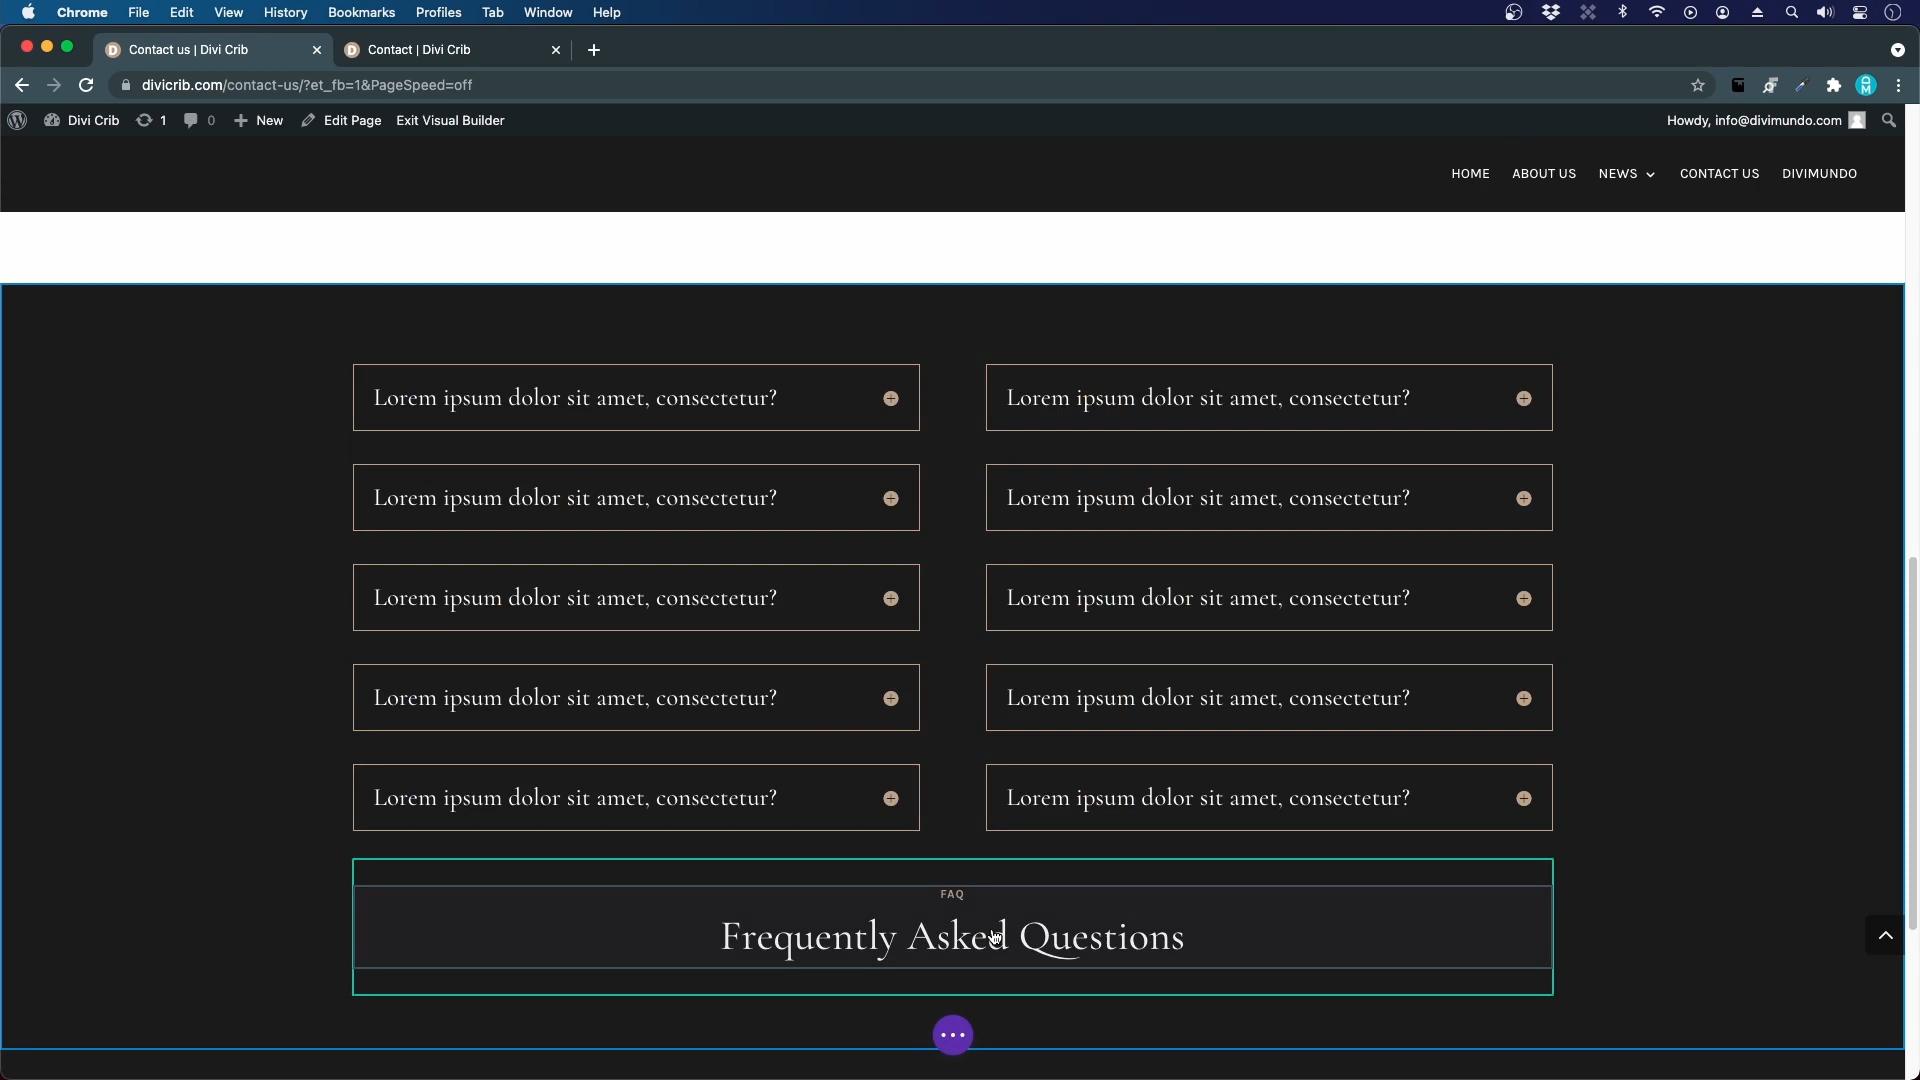 Chrome File Edit View History Bookmarks Profiles Tab Window Help
Contact us | Divi Crib
Contact | Divi Crib
divicrib.com/contact-us/?et_fb=1&PageSpeed=off
Divi Crib 1 0 New Edit Page Exit Visual Builder Howdy, info@divimundo.com
HOME ABOUT US NEWS CONTACT US DIVIMUNDO
Lorem ipsum dolor sit amet, consectetur? Lorem ipsum dolor sit amet, consectetur?
Lorem ipsum dolor sit amet, consectetur? Lorem ipsum dolor sit amet, consectetur?
Lorem ipsum dolor sit amet, consectetur? Lorem ipsum dolor sit amet, consectetur?
Lorem ipsum dolor sit amet, consectetur? Lorem ipsum dolor sit amet, consectetur?
Lorem ipsum dolor sit amet, consectetur? Lorem ipsum dolor sit amet, consectetur?
FAQ
Frequently Asked Questions